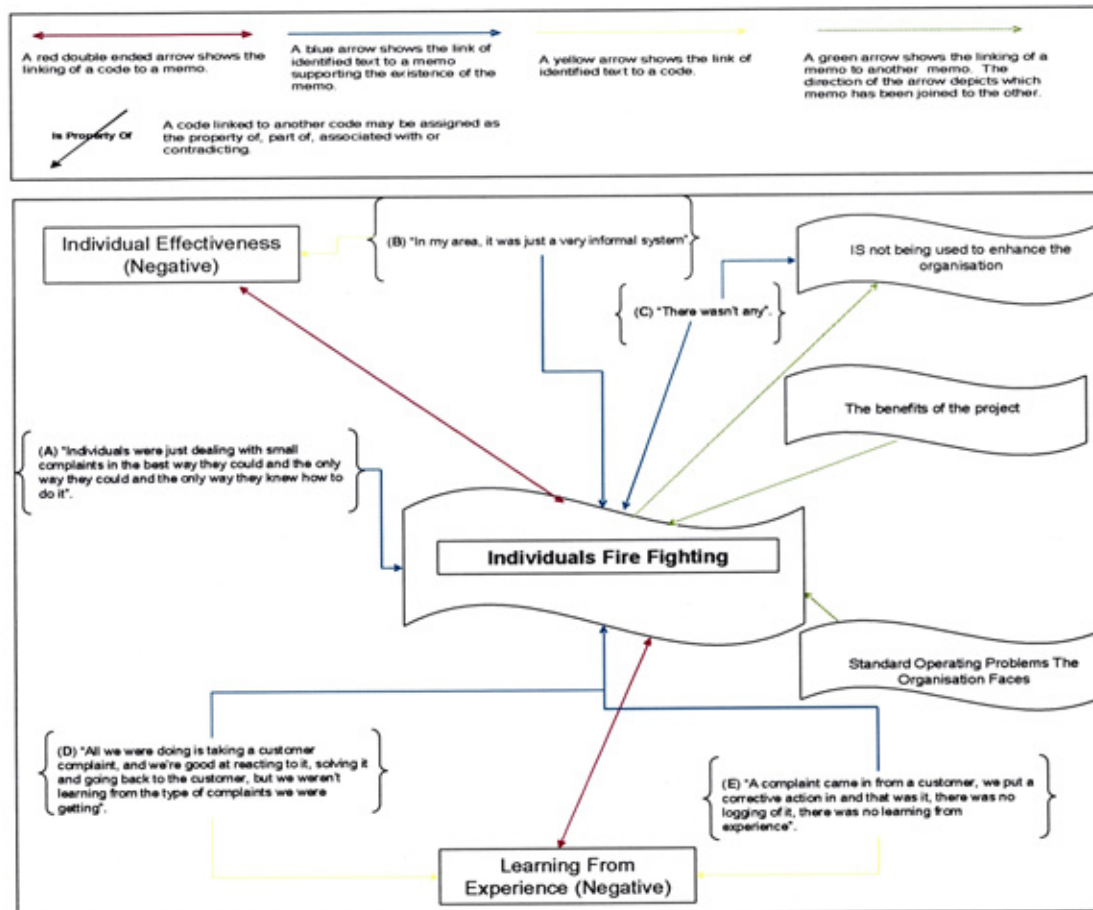 A red double ended arrow shows the
linking of a code to a memo.
A blue arrow shows the link of
identified text to a memo
supporting the existence of the
memo.
A yellow arrow shows the link of
identified text to a code.
A green arrow shows the linking of a
memo to another memo. The
direction of the arrow depicts which
memo has been joined to the other.
Is Property Of
A code linked to another code may be assigned as
the property of, part of, associated with or
contradicting.
Individual Effectiveness
(Negative)
(B) "In my area, it was just a very informal system"
IS not being used to enhance the
organisation
(C) "There wasn't any".
The benefits of the project
(A) "Individuals were just dealing with small
complaints in the best way they could and the only
way they could and the only way they knew how to
do it".
Individuals Fire Fighting
Standard Operating Problems The
Organisation Faces
(D) "All we were doing is taking a customer
complaint, and we're good at reacting to it, solving it
and going back to the customer, but we weren't
learning from the type of complaints we were
getting".
(E) "A complaint came in from a customer, we put a
corrective action in and that was it, there was no
logging of it, there was no learning from
experience".
Learning From
Experience (Negative)